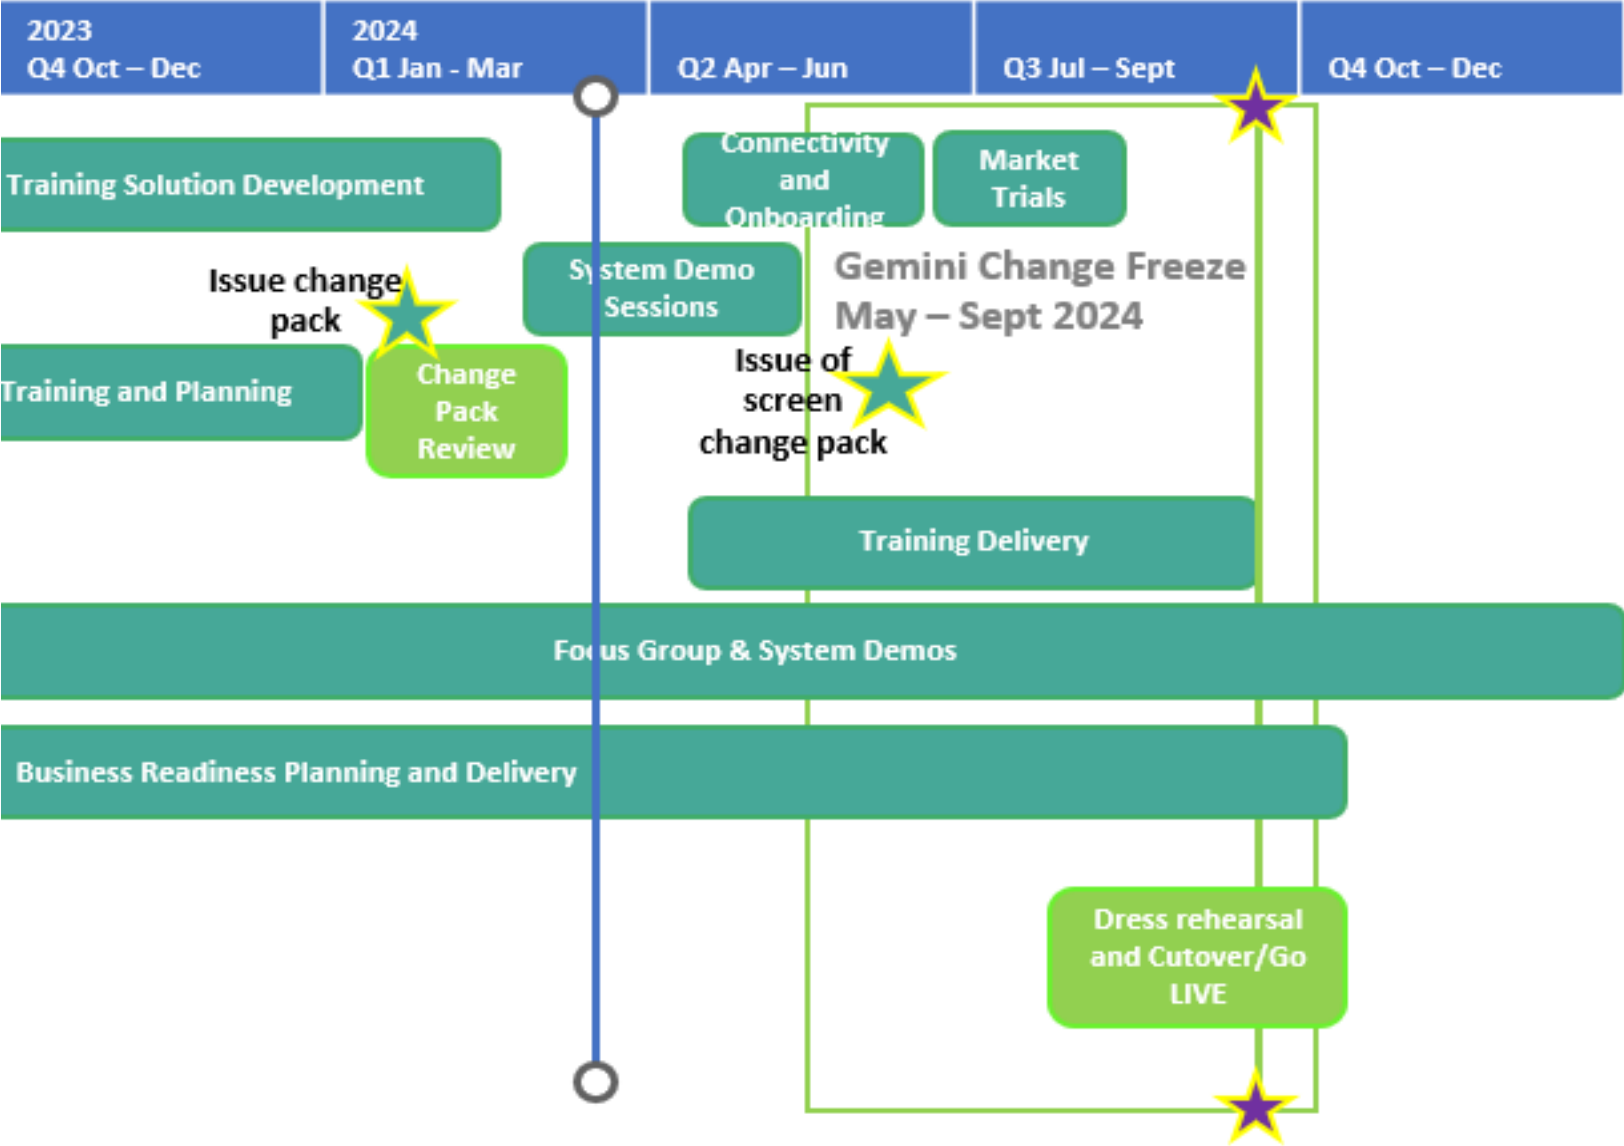 2023
Q4 Oct – Dec
2024
Q1 Jan - Mar
Q2 Apr – Jun
Q3 Jul – Sept
Q4 Oct – Dec
Training Solution Development
Connectivity
and
Onboarding
Market
Trials
Issue change
pack
System Demo
Sessions
Gemini Change Freeze
May – Sept 2024
Training and Planning
Change
Pack
Review
Issue of
screen
change pack
Training Delivery
Focus Group & System Demos
Business Readiness Planning and Delivery
Dress rehearsal
and Cutover/Go
LIVE